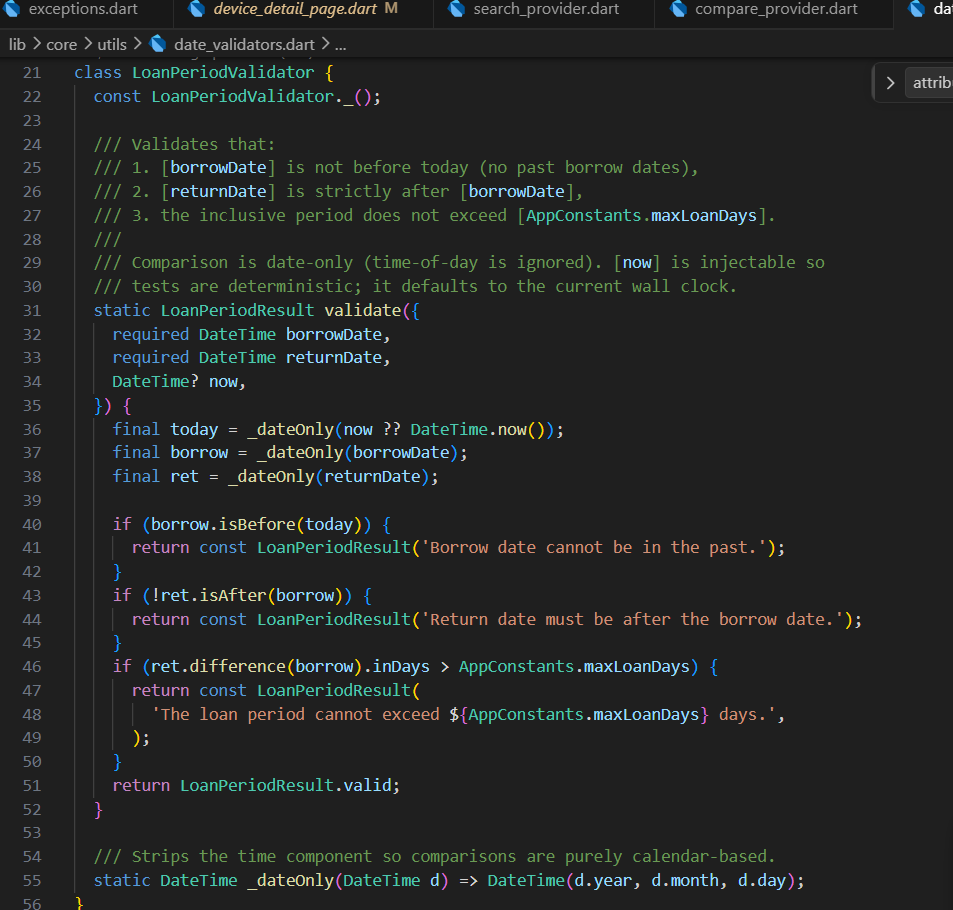 exceptions.dart
device_detail_page.dart M
search_provider.dart
compare_provider.dart
lib > core > utils > date_validators.dart > ...
attribu
21 class LoanPeriodValidator {
22 const LoanPeriodValidator._();
23
24 /// Validates that:
25 /// 1. [borrowDate] is not before today (no past borrow dates),
26 /// 2. [returnDate] is strictly after [borrowDate],
27 /// 3. the inclusive period does not exceed [AppConstants.maxLoanDays].
28 ///
29 /// Comparison is date-only (time-of-day is ignored). [now] is injectable so
30 /// tests are deterministic; it defaults to the current wall clock.
31 static LoanPeriodResult validate({
32 required DateTime borrowDate,
33 required DateTime returnDate,
34 DateTime? now,
35 }) {
36 final today = _dateOnly(now ?? DateTime.now());
37 final borrow = _dateOnly(borrowDate);
38 final ret = _dateOnly(returnDate);
39
40 if (borrow.isBefore(today)) {
41 return const LoanPeriodResult('Borrow date cannot be in the past.');
42 }
43 if (!ret.isAfter(borrow)) {
44 return const LoanPeriodResult('Return date must be after the borrow date.');
45 }
46 if (ret.difference(borrow).inDays > AppConstants.maxLoanDays) {
47 return const LoanPeriodResult(
48 'The loan period cannot exceed ${AppConstants.maxLoanDays} days.',
49 );
50 }
51 return LoanPeriodResult.valid;
52 }
53
54 /// Strips the time component so comparisons are purely calendar-based.
55 static DateTime _dateOnly(DateTime d) => DateTime(d.year, d.month, d.day);
56 }